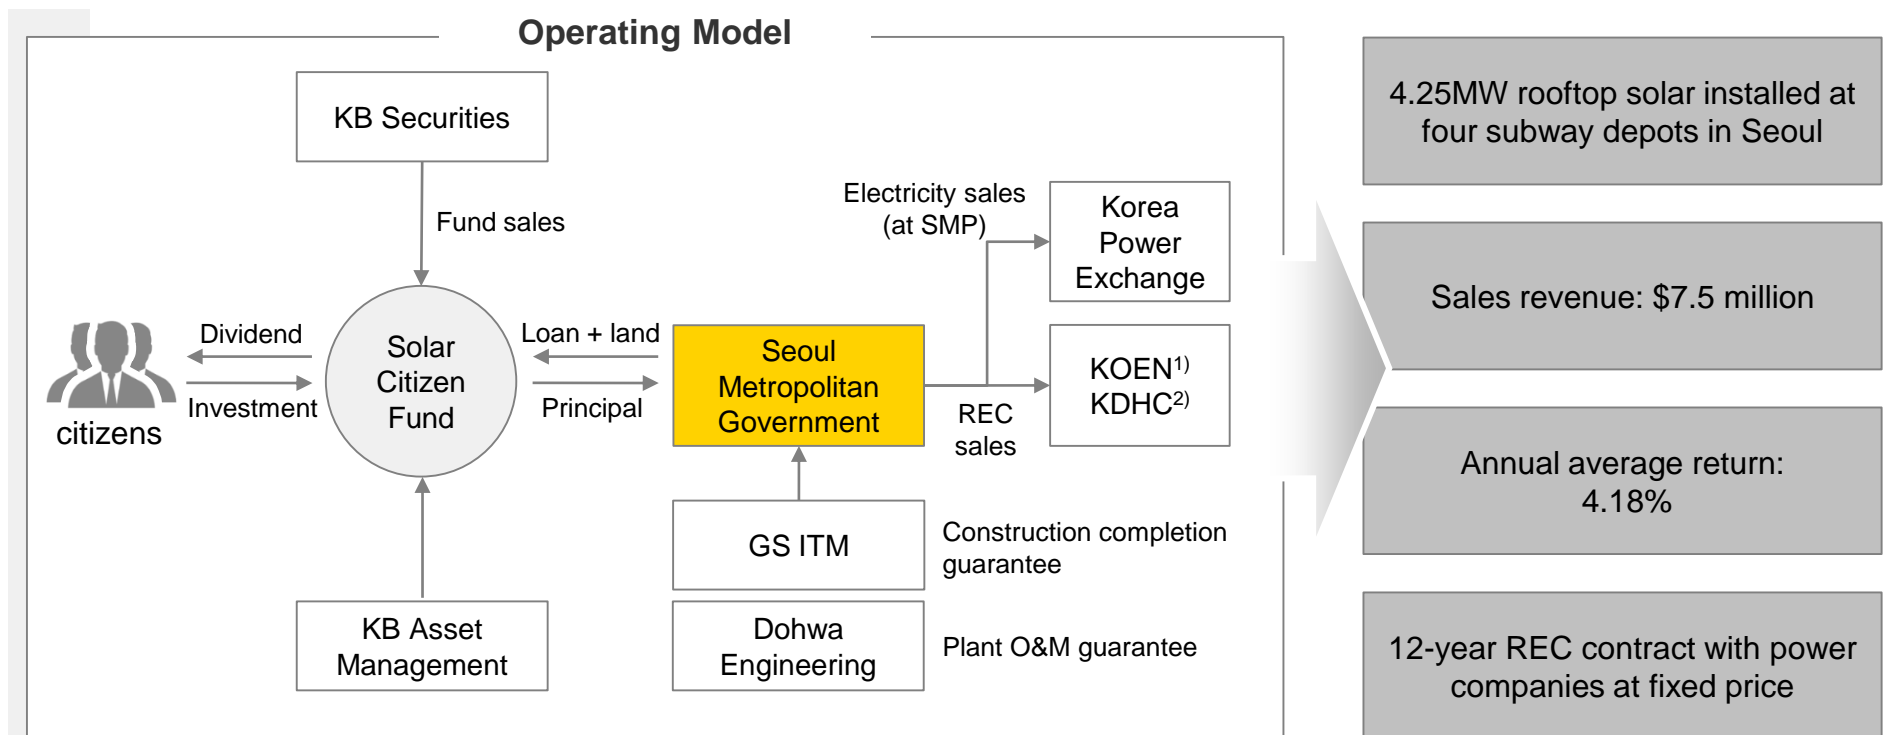 Operating Model
KB Securities
Fund sales
Dividend
Investment
citizens
Solar
Citizen
Fund
Loan + land
Principal
KB Asset
Management
Seoul
Metropolitan
Government
Electricity sales
(at SMP)
REC
sales
Korea
Power
Exchange
KOEN1)
KDHC2)
GS ITM
Construction completion
guarantee
Dohwa
Engineering
Plant O&M guarantee
4.25MW rooftop solar installed at
four subway depots in Seoul
Sales revenue: $7.5 million
Annual average return:
4.18%
12-year REC contract with power
companies at fixed price